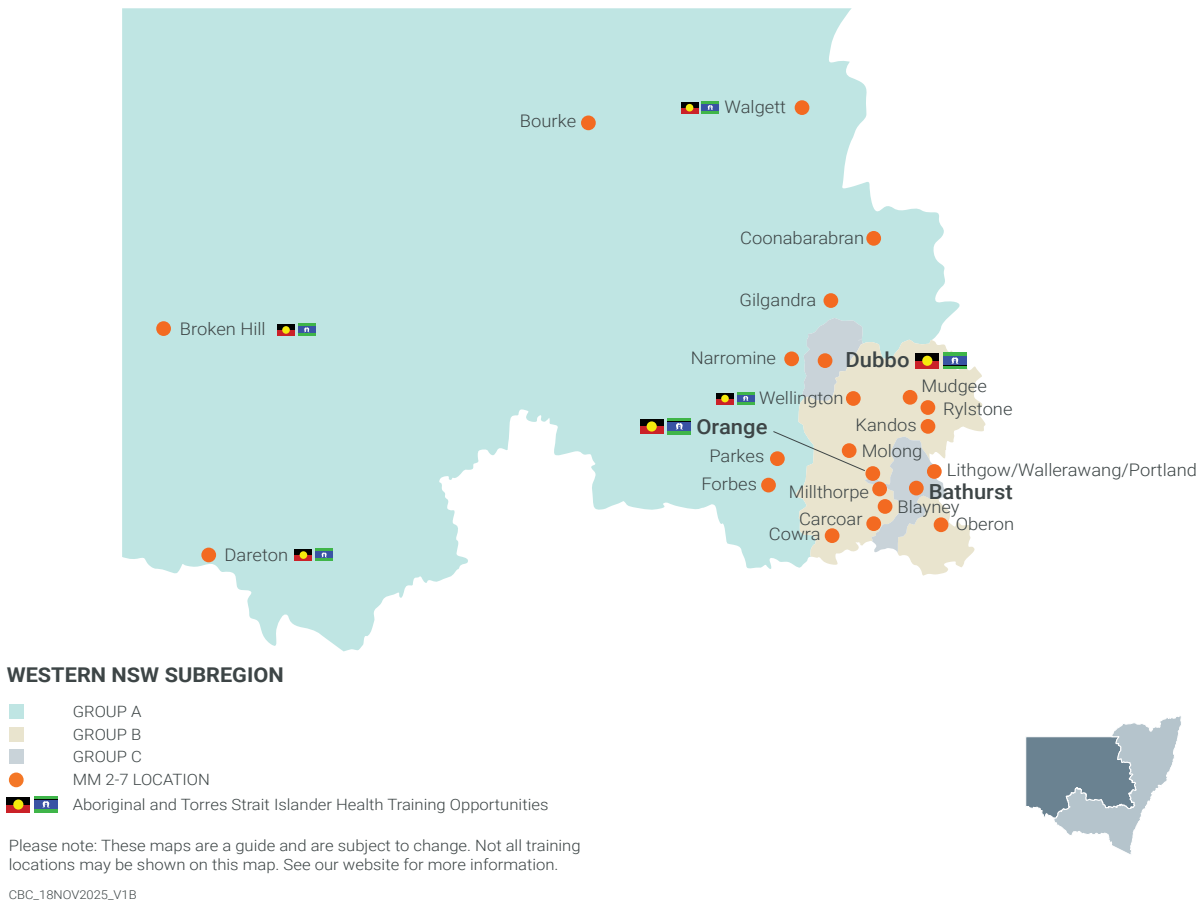 Walgett
Bourke
Coonabarabran
Gilgandra
Broken Hill
Narromine
Dubbo
Mudgee
Wellington
Rylstone
Kandos
Orange
Molong
Parkes
Lithgow/Wallerawang/Portland
Forbes
Millthorpe
Bathurst
Blayney
Carcoar
Oberon
Cowra
Dareton
WESTERN NSW SUBREGION
GROUP A
GROUP B
GROUP C
MM 2-7 LOCATION
Aboriginal and Torres Strait Islander Health Training Opportunities
Please note: These maps are a guide and are subject to change. Not all training
locations may be shown on this map. See our website for more information.
CBC_18NOV2025_V1B